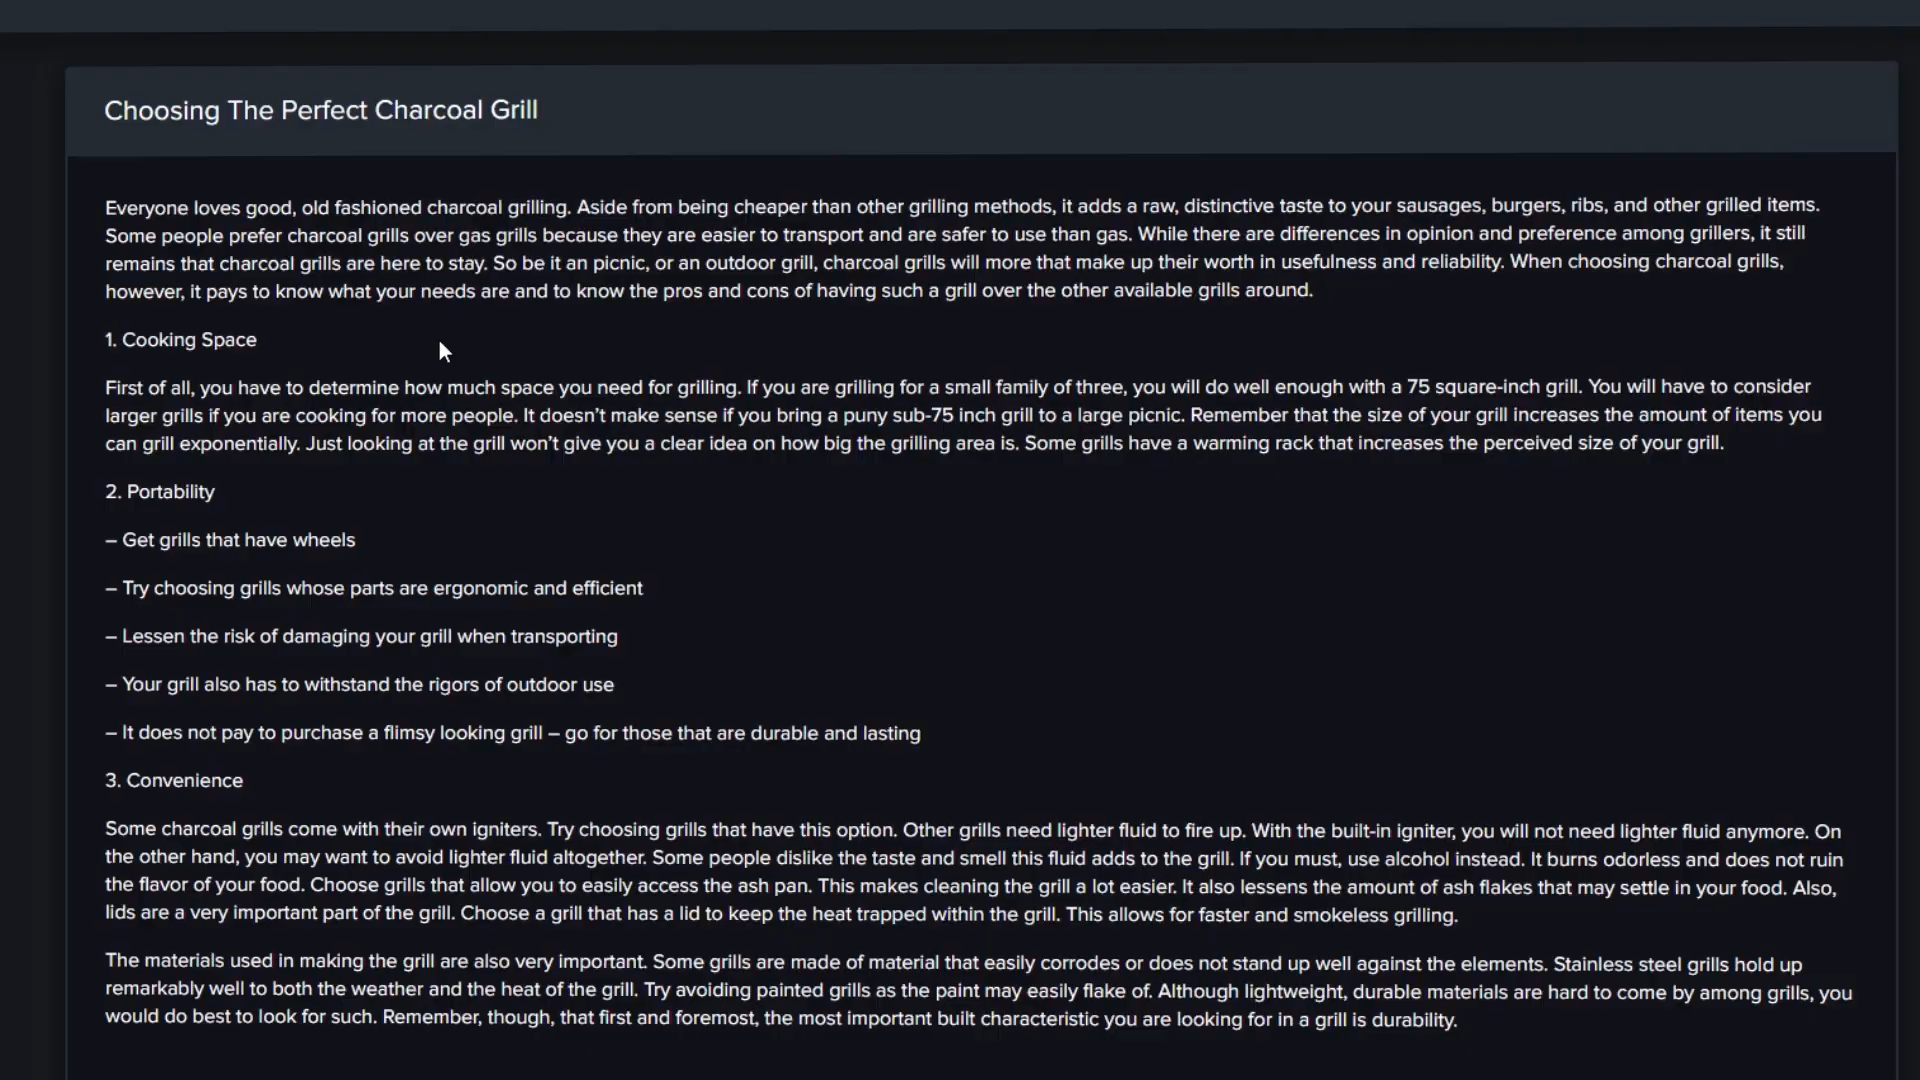 Choosing The Perfect Charcoal Grill
Everyone loves good, old fashioned charcoal grilling. Aside from being cheaper than other grilling methods, it adds a raw, distinctive taste to your sausages, burgers, ribs, and other grilled items.
Some people prefer charcoal grills over gas grills because they are easier to transport and are safer to use than gas. While there are differences in opinion and preference among grillers, it still
remains that charcoal grills are here to stay. So be it an picnic, or an outdoor grill, charcoal grills will more that make up their worth in usefulness and reliability. When choosing charcoal grills,
however, it pays to know what your needs are and to know the pros and cons of having such a grill over the other available grills around.
1. Cooking Space
First of all, you have to determine how much space you need for grilling. If you are grilling for a small family of three, you will do well enough with a 75 square-inch grill. You will have to consider
larger grills if you are cooking for more people. It doesn’t make sense if you bring a puny sub-75 inch grill to a large picnic. Remember that the size of your grill increases the amount of items you
can grill exponentially. Just looking at the grill won’t give you a clear idea on how big the grilling area is. Some grills have a warming rack that increases the perceived size of your grill.
2. Portability
– Get grills that have wheels
– Try choosing grills whose parts are ergonomic and efficient
– Lessen the risk of damaging your grill when transporting
– Your grill also has to withstand the rigors of outdoor use
– It does not pay to purchase a flimsy looking grill – go for those that are durable and lasting
3. Convenience
Some charcoal grills come with their own igniters. Try choosing grills that have this option. Other grills need lighter fluid to fire up. With the built-in igniter, you will not need lighter fluid anymore. On
the other hand, you may want to avoid lighter fluid altogether. Some people dislike the taste and smell this fluid adds to the grill. If you must, use alcohol instead. It burns odorless and does not ruin
the flavor of your food. Choose grills that allow you to easily access the ash pan. This makes cleaning the grill a lot easier. It also lessens the amount of ash flakes that may settle in your food. Also,
lids are a very important part of the grill. Choose a grill that has a lid to keep the heat trapped within the grill. This allows for faster and smokeless grilling.
The materials used in making the grill are also very important. Some grills are made of material that easily corrodes or does not stand up well against the elements. Stainless steel grills hold up
remarkably well to both the weather and the heat of the grill. Try avoiding painted grills as the paint may easily flake of. Although lightweight, durable materials are hard to come by among grills, you
would do best to look for such. Remember, though, that first and foremost, the most important built characteristic you are looking for in a grill is durability.